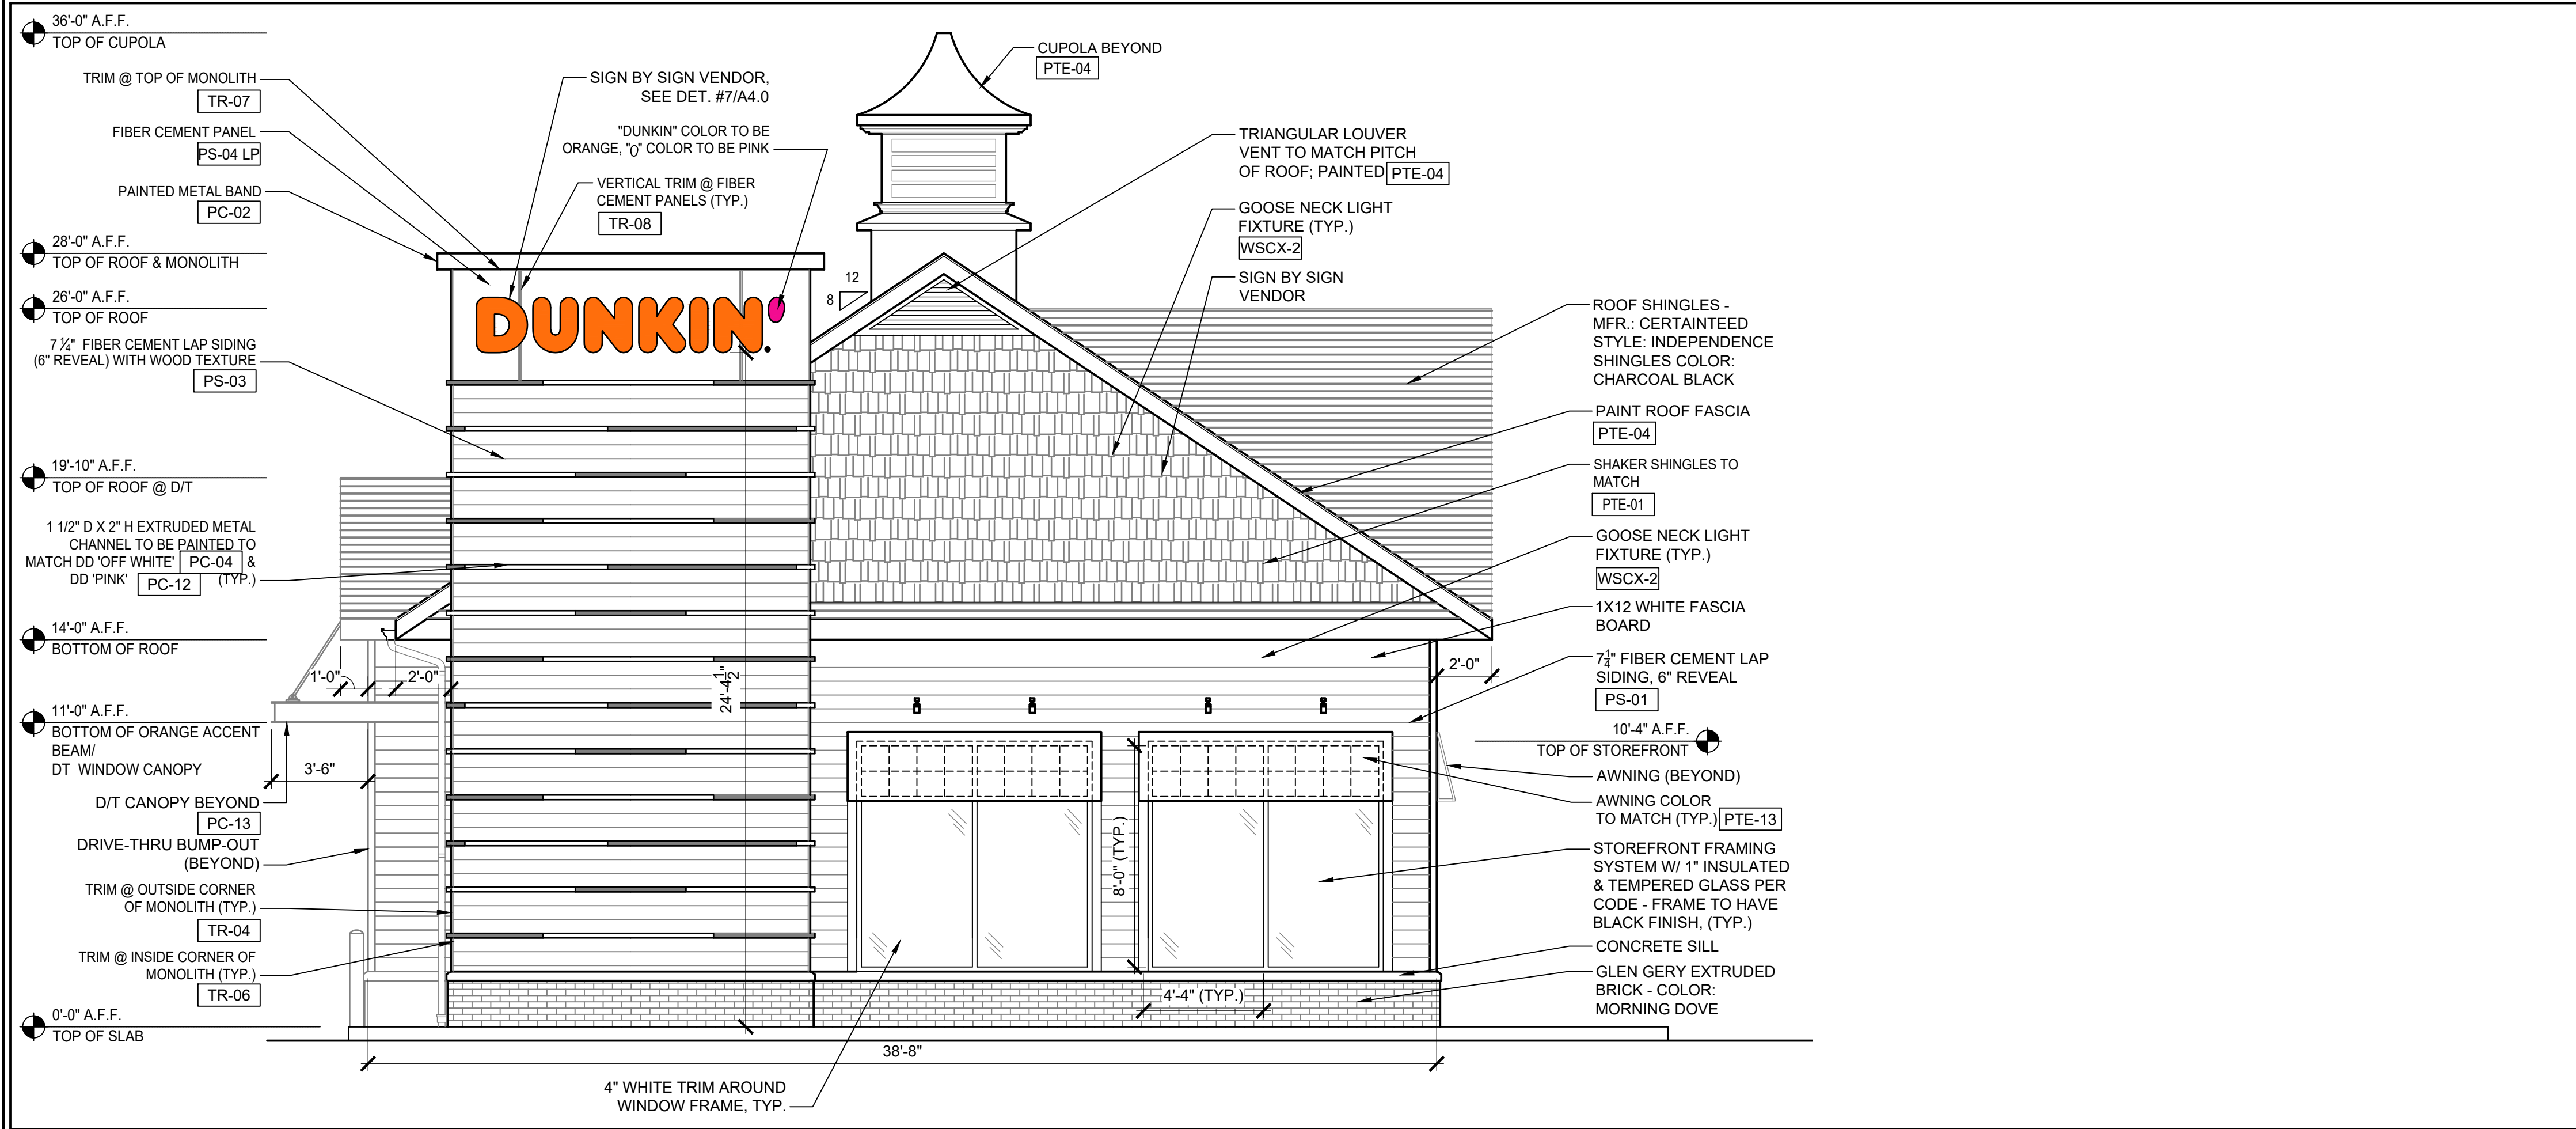 36'-0" A.F.F.
TOP OF CUPOLA
TRIM @ TOP OF MONOLITH
TR-07
FIBER CEMENT PANEL
PS-04 LP
PAINTED METAL BAND
PC-02
28'-0" A.F.F.
TOP OF ROOF & MONOLITH
26'-0" A.F.F.
TOP OF ROOF
7 1/4" FIBER CEMENT LAP SIDING
(6" REVEAL) WITH WOOD TEXTURE
PS-03
19'-10" A.F.F.
TOP OF ROOF @ D/T
1 1/2" D X 2" H EXTRUDED METAL
CHANNEL TO BE PAINTED TO
MATCH DD 'OFF WHITE' PC-04 &
DD 'PINK' PC-12 (TYP.)
14'-0" A.F.F.
BOTTOM OF ROOF
1'-0"
2'-0"
11'-0" A.F.F.
BOTTOM OF ORANGE ACCENT
BEAM/
DT WINDOW CANOPY
3'-6"
D/T CANOPY BEYOND
PC-13
DRIVE-THRU BUMP-OUT
(BEYOND)
TRIM @ OUTSIDE CORNER
OF MONOLITH (TYP.)
TR-04
TRIM @ INSIDE CORNER OF
MONOLITH (TYP.)
TR-06
0'-0" A.F.F.
TOP OF SLAB
SIGN BY SIGN VENDOR,
SEE DET. #7/A4.0
"DUNKIN" COLOR TO BE
ORANGE, "()" COLOR TO BE PINK
VERTICAL TRIM @ FIBER
CEMENT PANELS (TYP.)
TR-08
DUNKIN'
12
8
24'-4 1/2"
8'-0" (TYP.)
4'-4" (TYP.)
38'-8"
4" WHITE TRIM AROUND
WINDOW FRAME, TYP.
CUPOLA BEYOND
PTE-04
TRIANGULAR LOUVER
VENT TO MATCH PITCH
OF ROOF; PAINTED PTE-04
GOOSE NECK LIGHT
FIXTURE (TYP.)
WSCX-2
SIGN BY SIGN
VENDOR
ROOF SHINGLES -
MFR.: CERTAINTEED
STYLE: INDEPENDENCE
SHINGLES COLOR:
CHARCOAL BLACK
PAINT ROOF FASCIA
PTE-04
SHAKER SHINGLES TO
MATCH
PTE-01
GOOSE NECK LIGHT
FIXTURE (TYP.)
WSCX-2
1X12 WHITE FASCIA
BOARD
2'-0"
7 1/4" FIBER CEMENT LAP
SIDING, 6" REVEAL
PS-01
10'-4" A.F.F.
TOP OF STOREFRONT
AWNING (BEYOND)
AWNING COLOR
TO MATCH (TYP.) PTE-13
STOREFRONT FRAMING
SYSTEM W/ 1" INSULATED
& TEMPERED GLASS PER
CODE - FRAME TO HAVE
BLACK FINISH, (TYP.)
CONCRETE SILL
GLEN GERY EXTRUDED
BRICK - COLOR:
MORNING DOVE